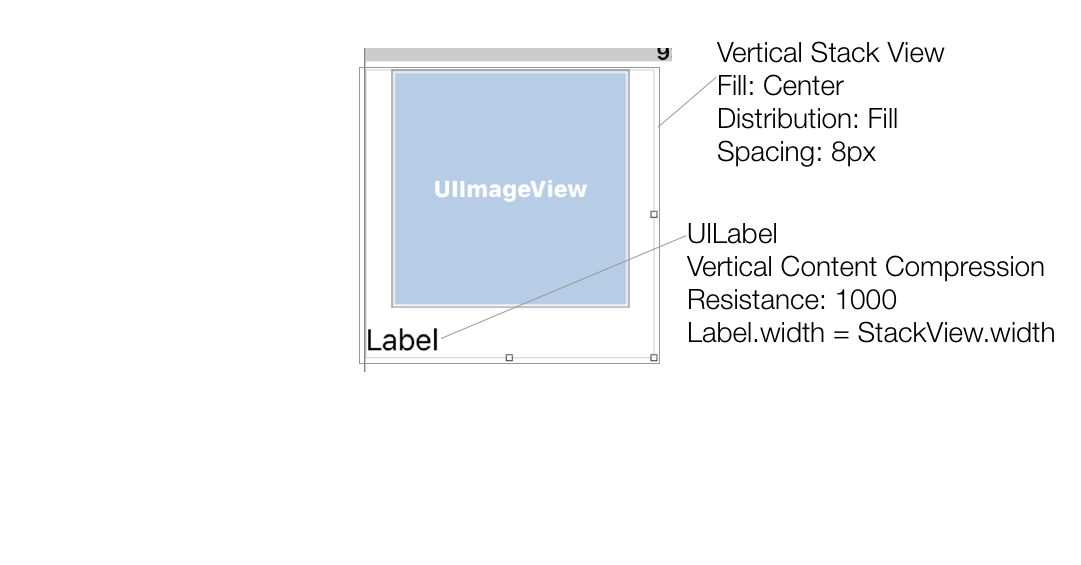 9
Vertical Stack View
Fill: Center
Distribution: Fill
Spacing: 8px
UIImageView
UILabel
Vertical Content Compression
Resistance: 1000
Label.width = StackView.width
Label